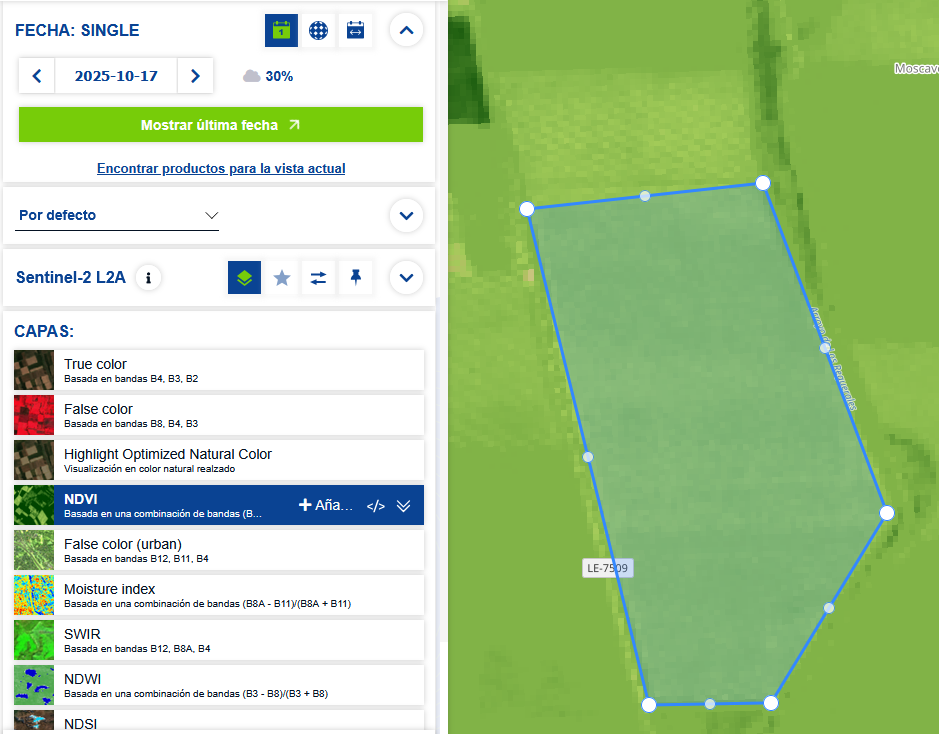 FECHA: SINGLE
1
2025-10-17
30%
Mostrar última fecha
Encontrar productos para la vista actual
Por defecto
Sentinel-2 L2A
i
CAPAS:
True color
Basada en bandas B4, B3, B2
False color
Basada en bandas B8, B4, B3
Highlight Optimized Natural Color
Visualización en color natural realzado
NDVI
Basada en una combinación de bandas (B...
+ Aña...
</>
False color (urban)
Basada en bandas B12, B11, B4
Moisture index
Basada en una combinación de bandas (B8A - B11)/(B8A + B11)
SWIR
Basada en bandas B12, B8A, B4
NDWI
Basada en una combinación de bandas (B3 - B8)/(B3 + B8)
NDSI
LE-7509